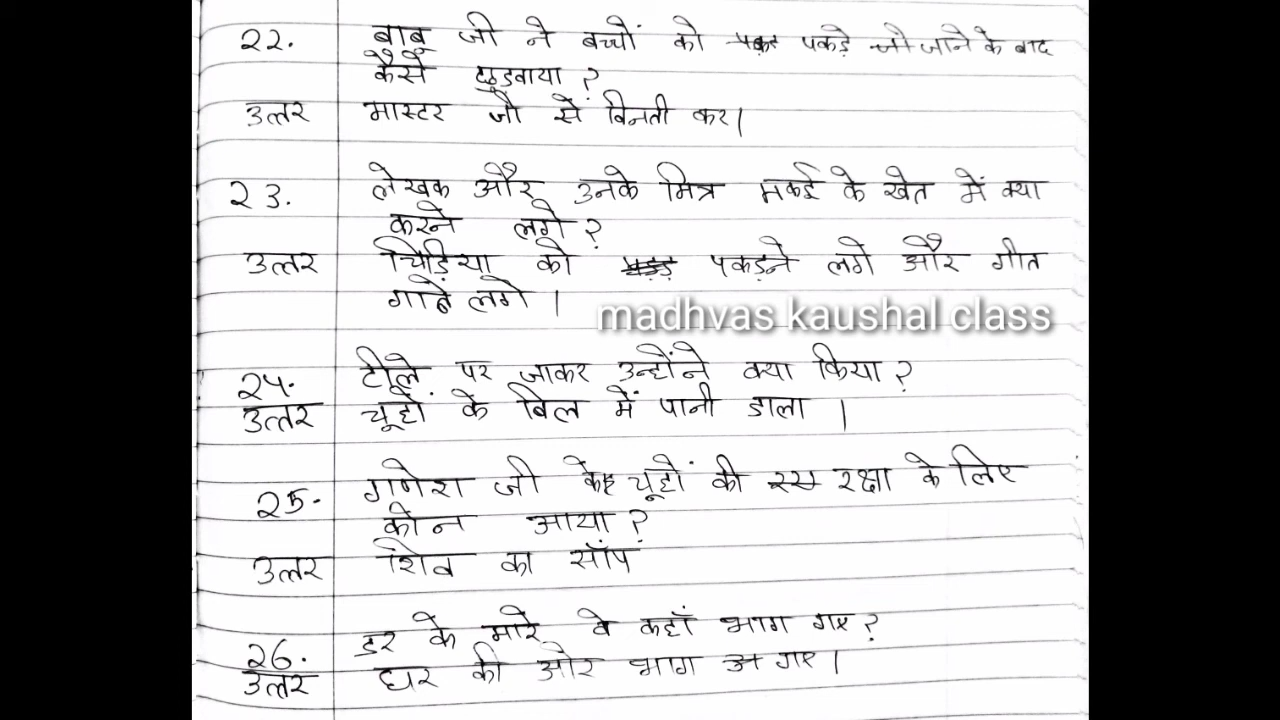 22. बाबू जी ने बच्चों को पकड़े जाने के बाद
कैसे छुड़वाया ?
उत्तर मास्टर जी से विनती कर।
23. लेखक और उनके मित्र मकई के खेत में क्या
करने लगे ?
उत्तर चिड़िया को पकड़ने लगे और गीत
गाने लगे ।
madhvas kaushal class
24. टीले पर जाकर उन्होंने क्या किया ?
उत्तर चूहों के बिल में पानी डाला ।
25. गणेश जी के चूहों की रक्षा के लिए
कौन आया ?
उत्तर शिव का साँप
26. डर के मारे वे कहाँ भाग गए ?
उत्तर घर की ओर भाग गए ।